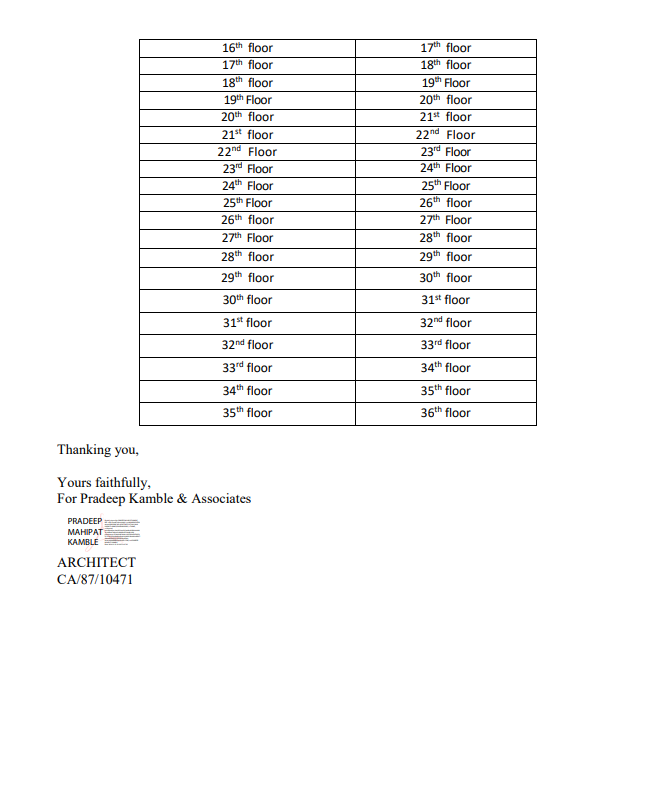 16th floor 17th floor
17th floor 18th floor
18th floor 19th Floor
19th Floor 20th floor
20th floor 21st floor
21st floor 22nd Floor
22nd Floor 23rd Floor
23rd Floor 24th Floor
24th Floor 25th Floor
25th Floor 26th floor
26th floor 27th Floor
27th Floor 28th floor
28th floor 29th floor
29th floor 30th floor
30th floor 31st floor
31st floor 32nd floor
32nd floor 33rd floor
33rd floor 34th floor
34th floor 35th floor
35th floor 36th floor
Thanking you,
Yours faithfully,
For Pradeep Kamble & Associates
PRADEEP
MAHIPAT
KAMBLE
ARCHITECT
CA/87/10471